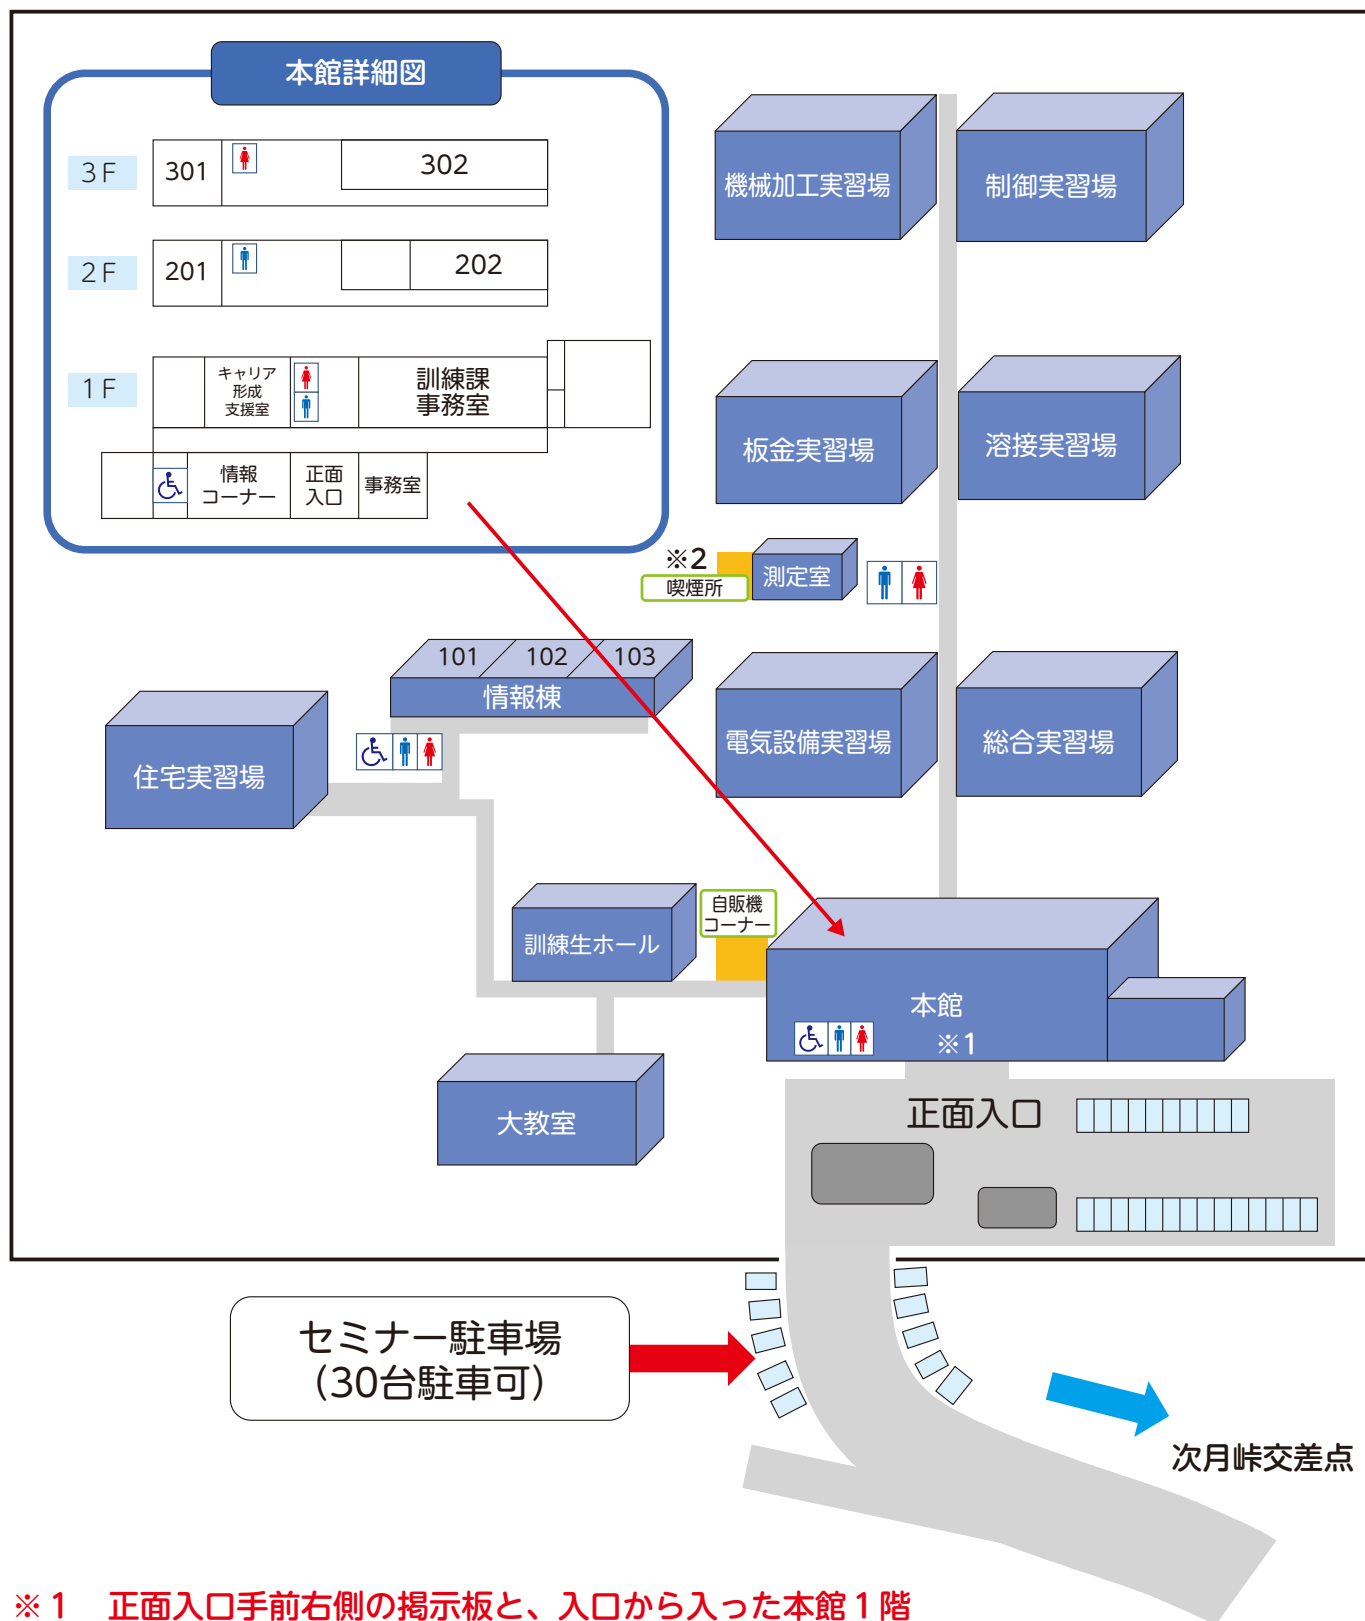 本館詳細図
3F
301
302
2F
201
202
1F
キャリア
形成
支援室
訓練課
事務室
情報
コーナー
正面
入口
事務室
機械加工実習場
制御実習場
板金実習場
溶接実習場
※2
喫煙所
測定室
101
102
103
情報棟
電気設備実習場
総合実習場
住宅実習場
自販機
コーナー
訓練生ホール
本館
※1
大教室
正面入口
セミナー駐車場
（30台駐車可）
次月峠交差点
※1 正面入口手前右側の掲示板と、入口から入った本館1階